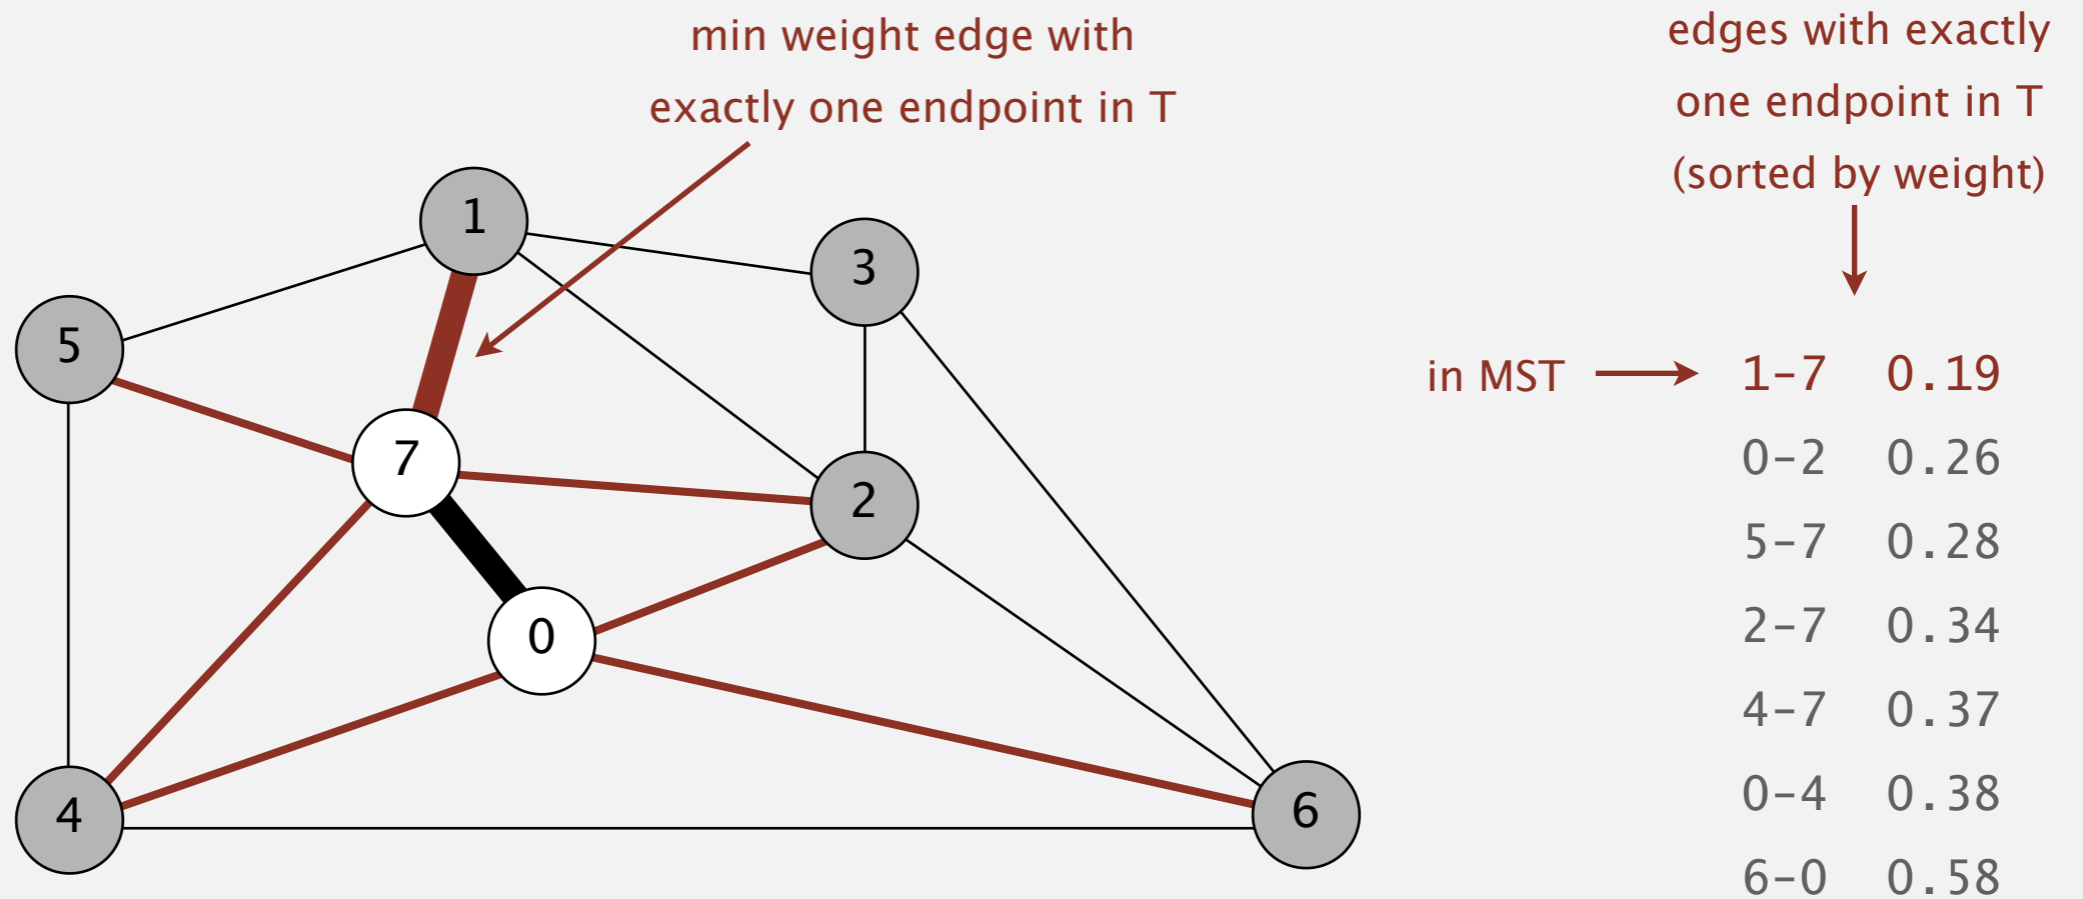 min weight edge with
exactly one endpoint in T
edges with exactly
one endpoint in T
(sorted by weight)
1
3
5
7
2
0
4
6
in MST
1-7 0.19
0-2 0.26
5-7 0.28
2-7 0.34
4-7 0.37
0-4 0.38
6-0 0.58